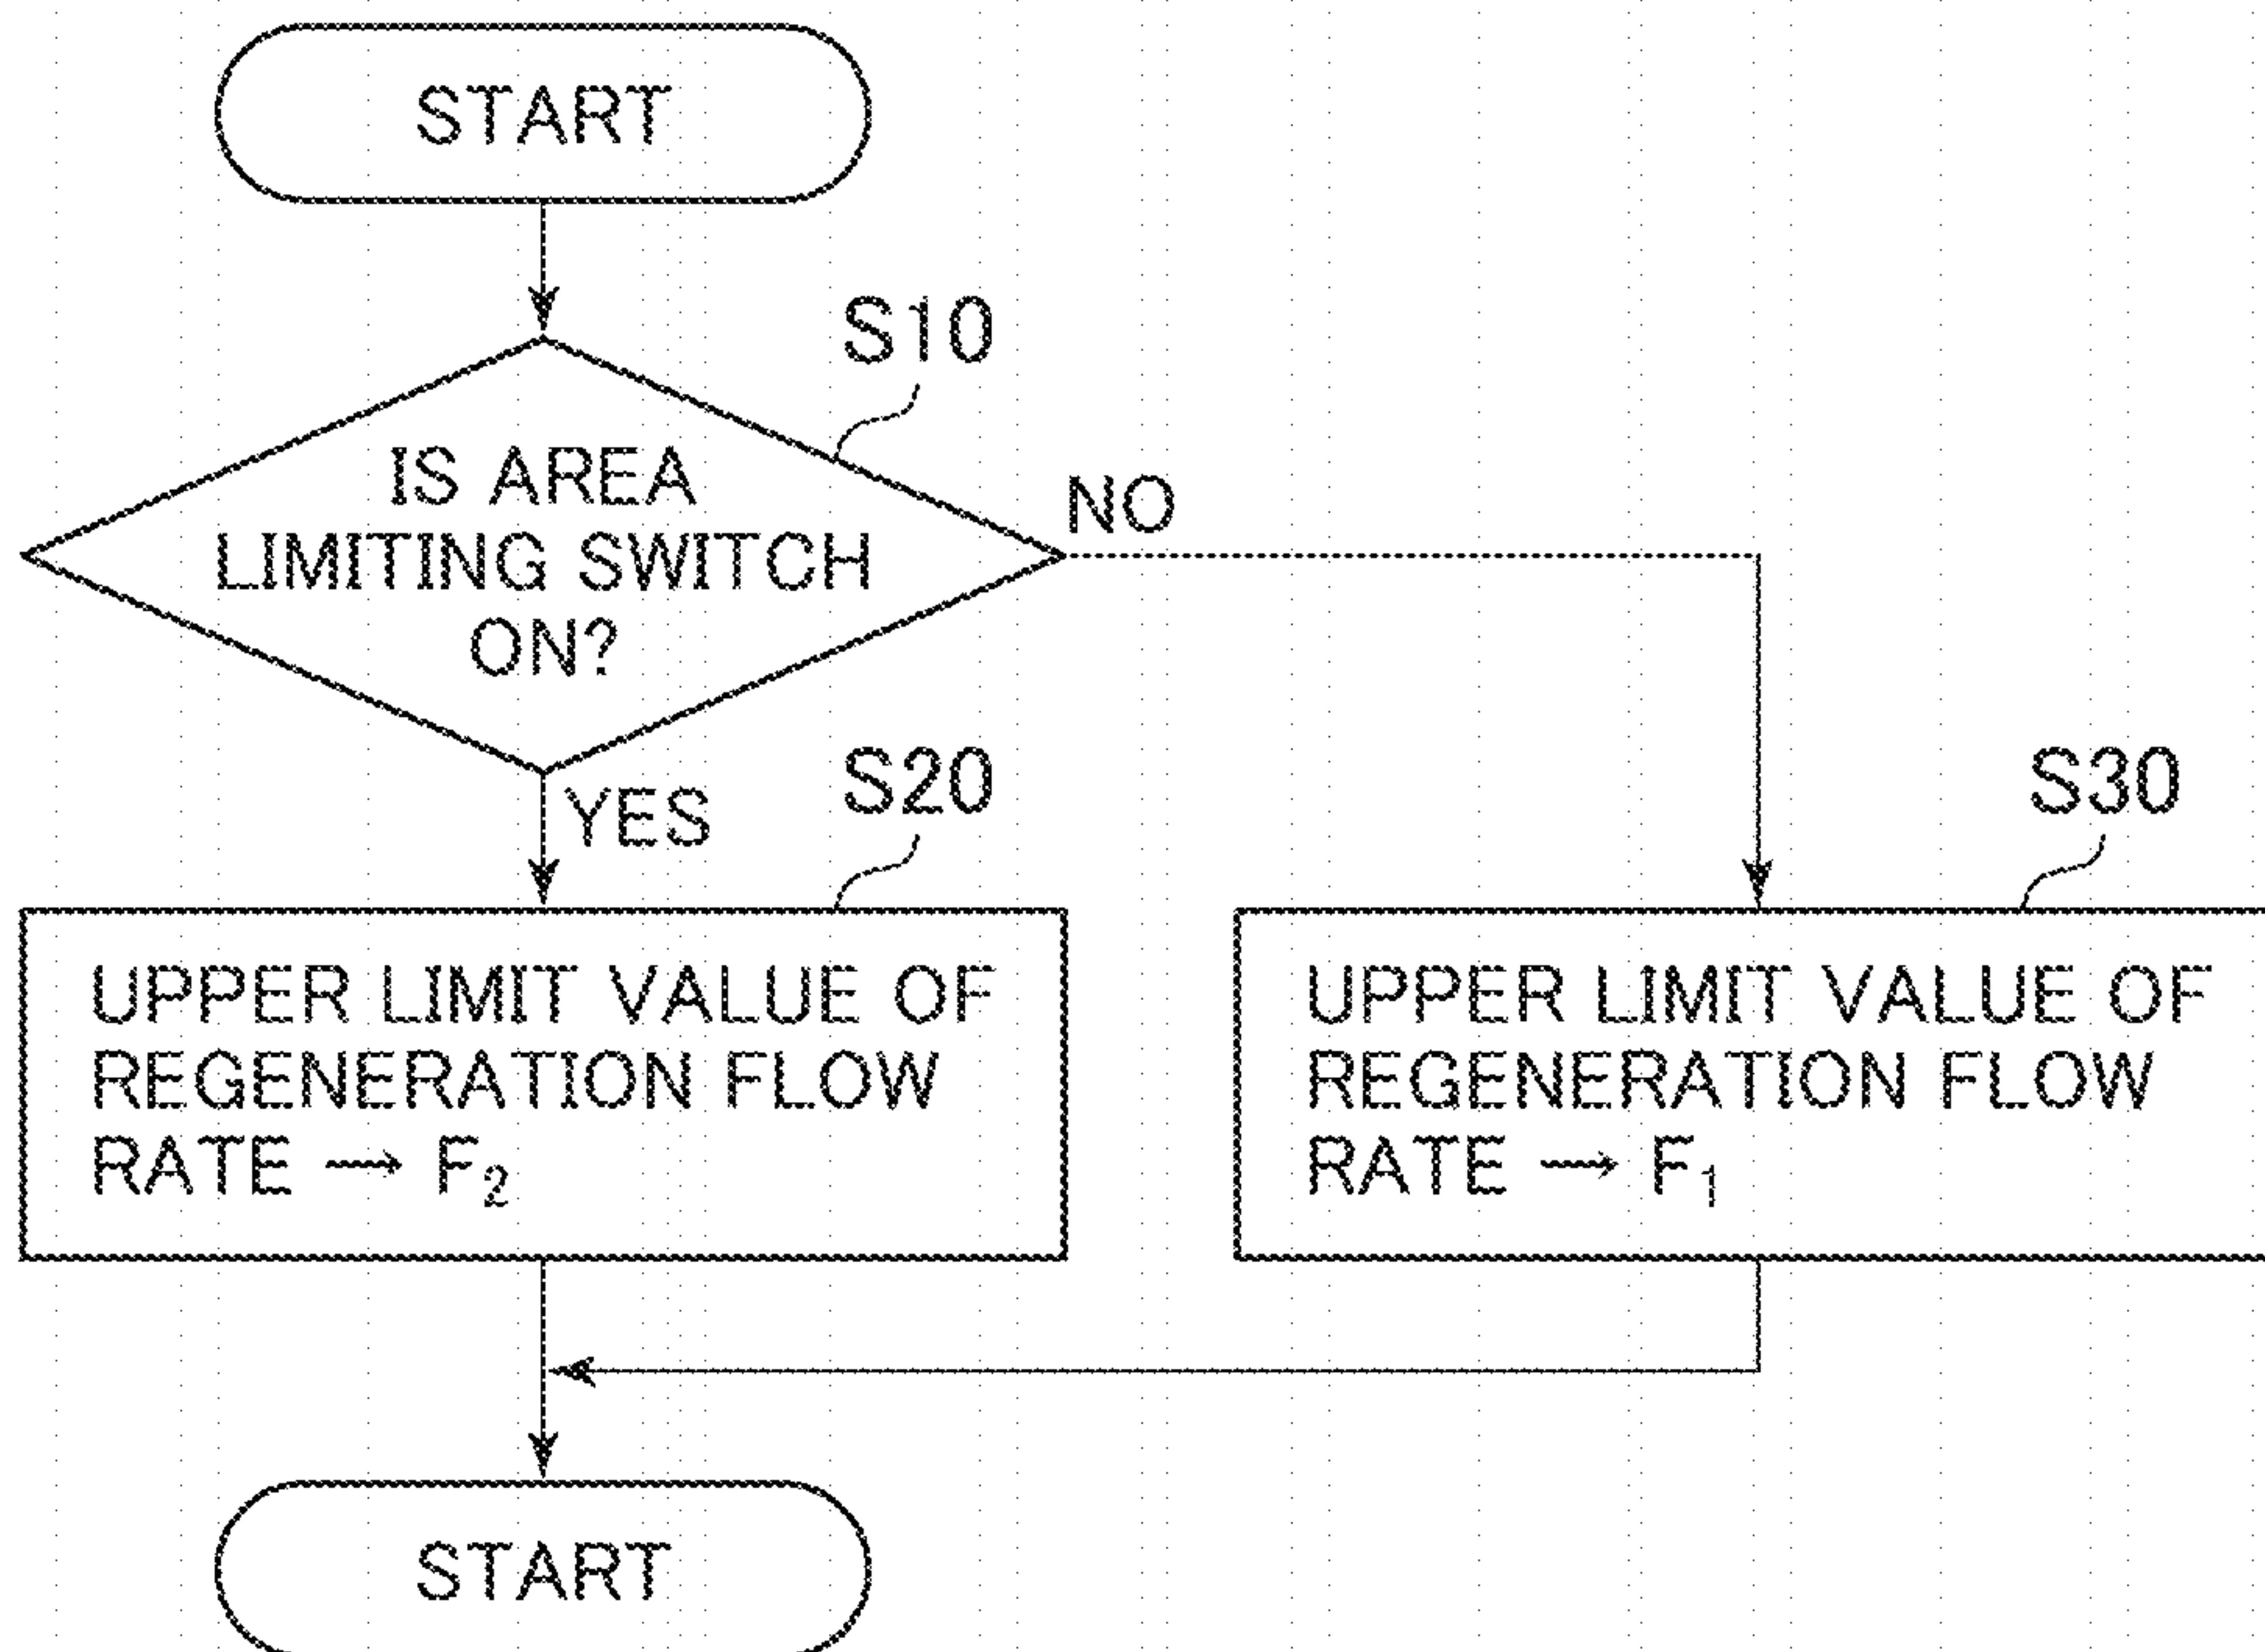 START
S10
IS AREA
LIMITING SWITCH
ON?
NO
YES
S20
S30
UPPER LIMIT VALUE OF
REGENERATION FLOW
RATE → F₂
UPPER LIMIT VALUE OF
REGENERATION FLOW
RATE → F₁
START